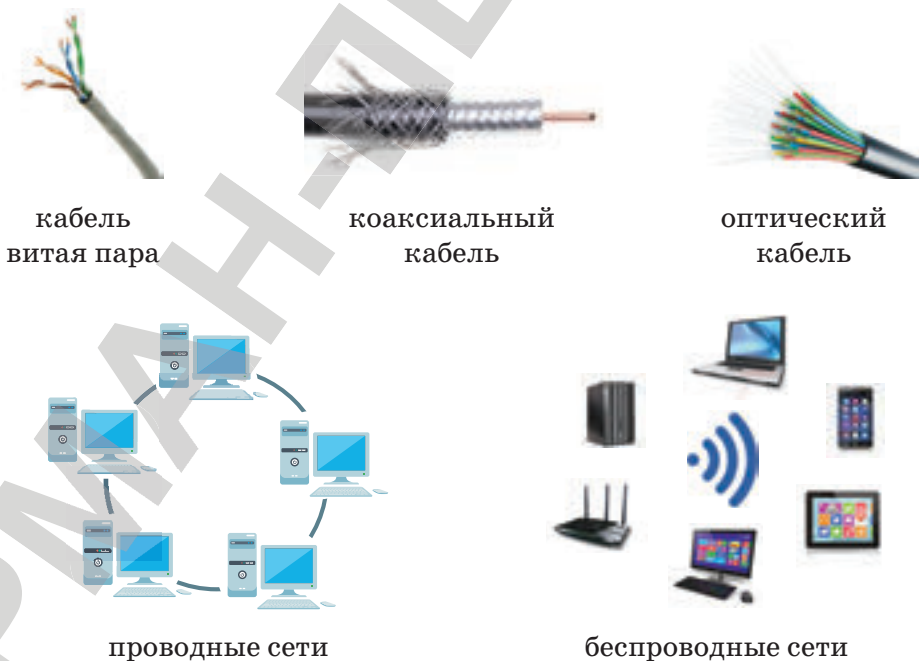 кабель
витая пара
коаксиальный
кабель
оптический
кабель
проводные сети
беспроводные сети